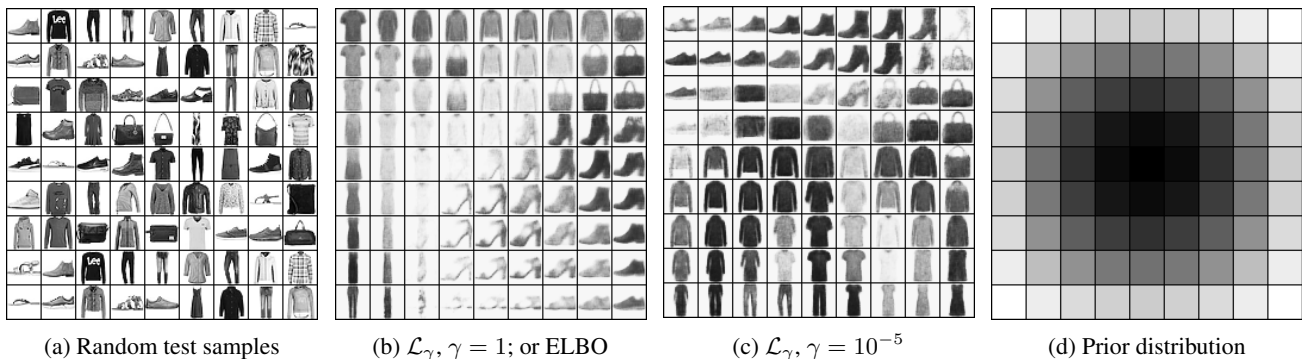 Lee
Lee
(a) Random test samples
(b) $\mathcal{L}_\gamma$, $\gamma = 1$; or ELBO
(c) $\mathcal{L}_\gamma$, $\gamma = 10^{-5}$
(d) Prior distribution